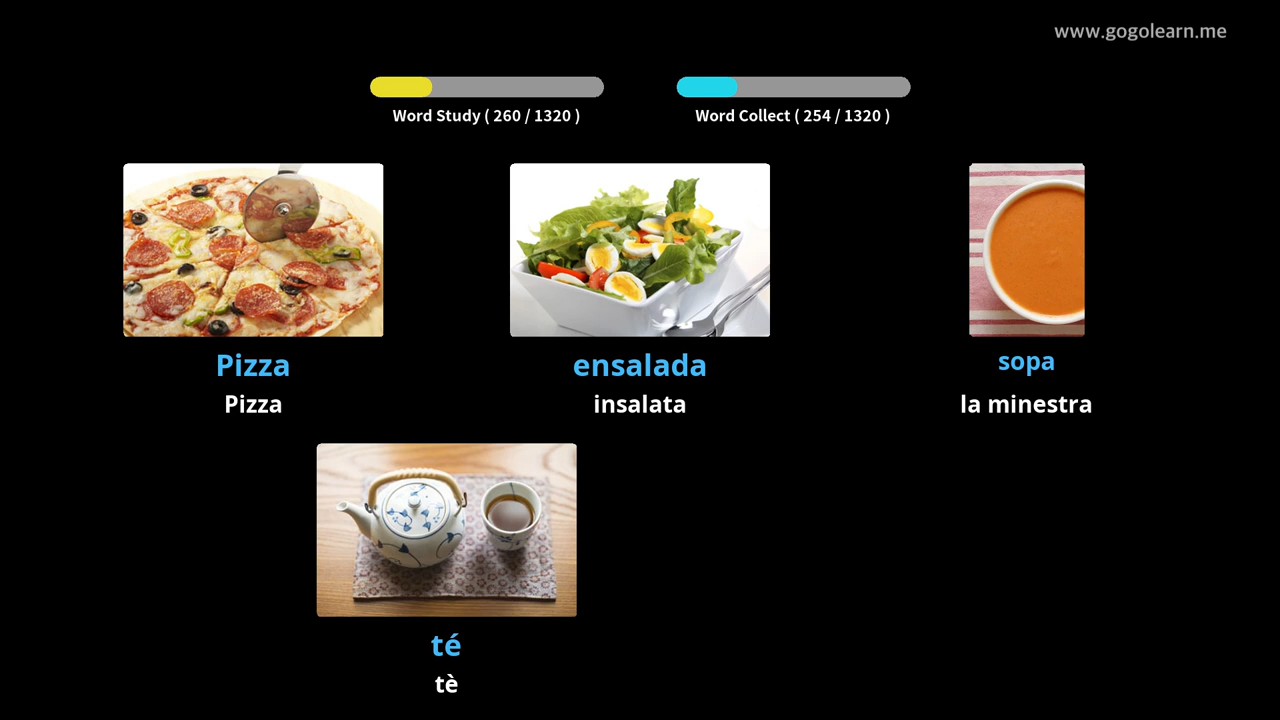 www.gogolearn.me
Word Study ( 260 / 1320 )
Word Collect ( 254 / 1320 )
Pizza
Pizza
ensalada
insalata
sopa
la minestra
té
tè